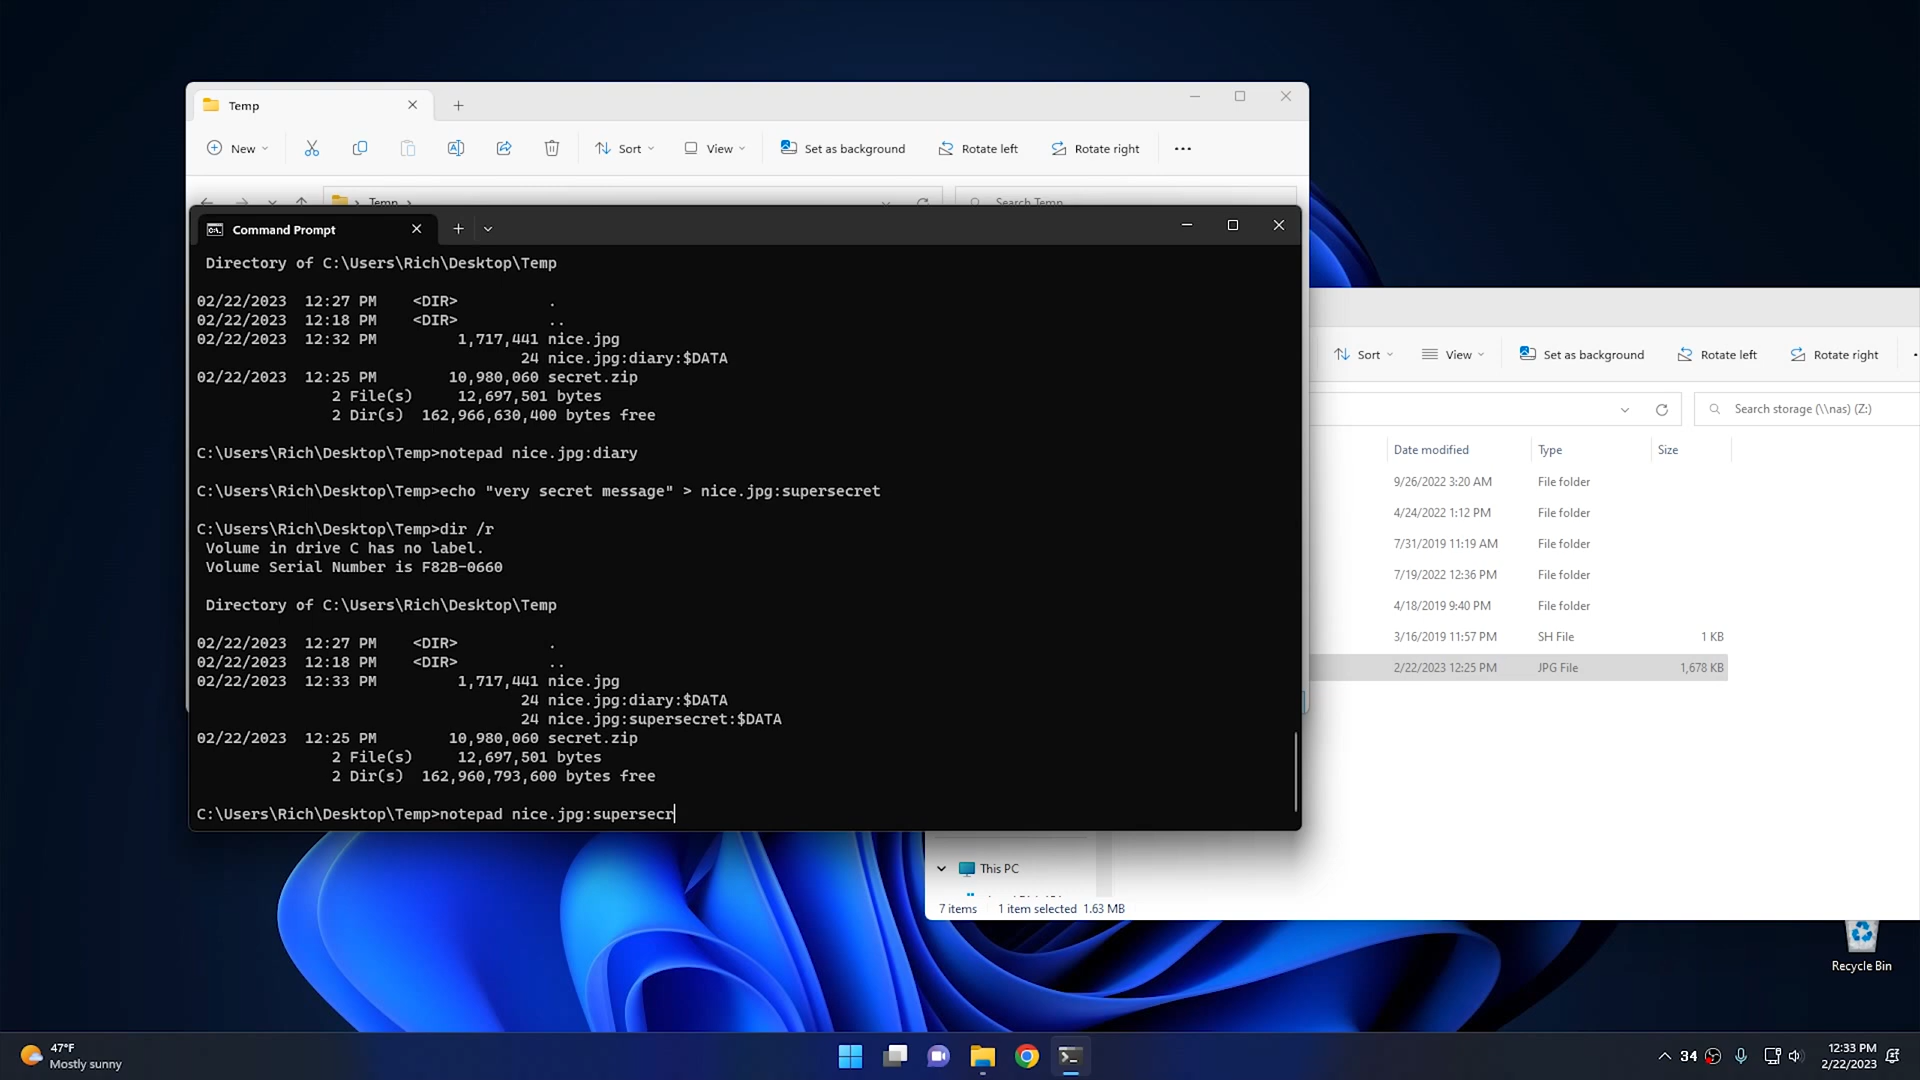 Temp
New
Sort
View
Set as background
Rotate left
Rotate right
Temp
Search Temp
Command Prompt
Directory of C:\Users\Rich\Desktop\Temp
02/22/2023  12:27 PM    <DIR>          .
02/22/2023  12:18 PM    <DIR>          ..
02/22/2023  12:32 PM         1,717,441 nice.jpg
24 nice.jpg:diary:$DATA
02/22/2023  12:25 PM        10,980,060 secret.zip
2 File(s)     12,697,501 bytes
2 Dir(s)  162,966,630,400 bytes free
C:\Users\Rich\Desktop\Temp>notepad nice.jpg:diary
C:\Users\Rich\Desktop\Temp>echo "very secret message" > nice.jpg:supersecret
C:\Users\Rich\Desktop\Temp>dir /r
Volume in drive C has no label.
Volume Serial Number is F82B-0660
Directory of C:\Users\Rich\Desktop\Temp
02/22/2023  12:27 PM    <DIR>          .
02/22/2023  12:18 PM    <DIR>          ..
02/22/2023  12:33 PM         1,717,441 nice.jpg
24 nice.jpg:diary:$DATA
24 nice.jpg:supersecret:$DATA
02/22/2023  12:25 PM        10,980,060 secret.zip
2 File(s)     12,697,501 bytes
2 Dir(s)  162,960,793,600 bytes free
C:\Users\Rich\Desktop\Temp>notepad nice.jpg:supersecr
Sort
View
Set as background
Rotate left
Rotate right
Search storage (\\nas) (Z:)
Date modified Type Size
9/26/2022 3:20 AM File folder
4/24/2022 1:12 PM File folder
7/31/2019 11:19 AM File folder
7/19/2022 12:36 PM File folder
4/18/2019 9:40 PM File folder
3/16/2019 11:57 PM SH File 1 KB
2/22/2023 12:25 PM JPG File 1,678 KB
This PC
7 items 1 item selected 1.63 MB
Recycle Bin
47°F
Mostly sunny
34
12:33 PM
2/22/2023